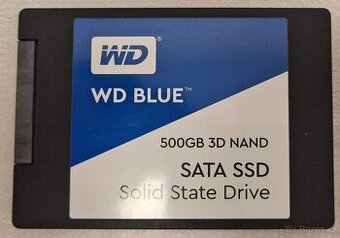 WD
WD BLUE™
500GB 3D NAND
SATA SSD
Solid State Drive